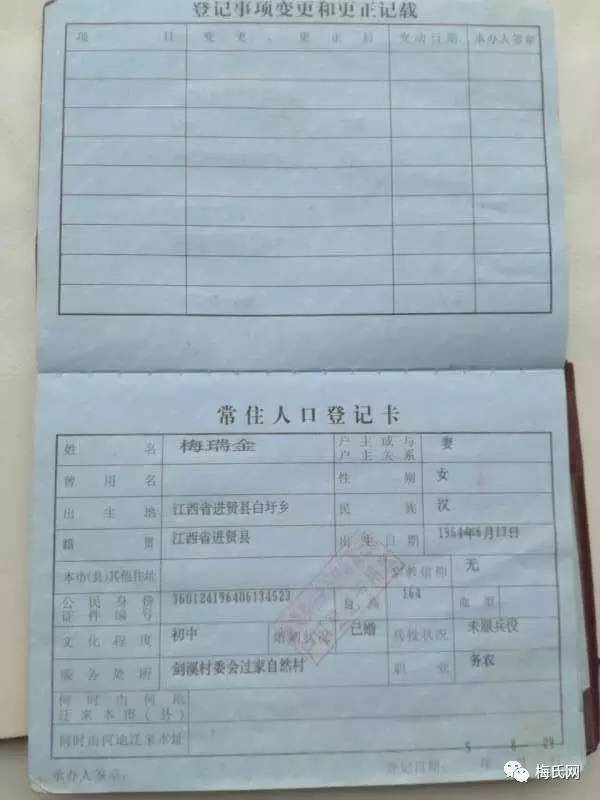 登记事项变更和更正记载
项 目 变更、更正后 变动日期 承办人签章
常住人口登记卡
姓名 梅瑞金 户主或与户主关系 妻
曾用名 性别 女
出生地 江西省进贤县白圩乡 民族 汉
籍贯 江西省进贤县 出生日期 1964年6月13日
本市(县)其他住址 宗教信仰 无
公民身份证件编号 360124196406134523 身高 164 血型
文化程度 初中 婚姻状况 已婚 兵役状况 未服兵役
服务处所 剑溪村委会过家自然村 职业 务农
何时由何地迁来本市(县)
何时由何地迁来本址
承办人签章: 登记日期: 年
梅氏网